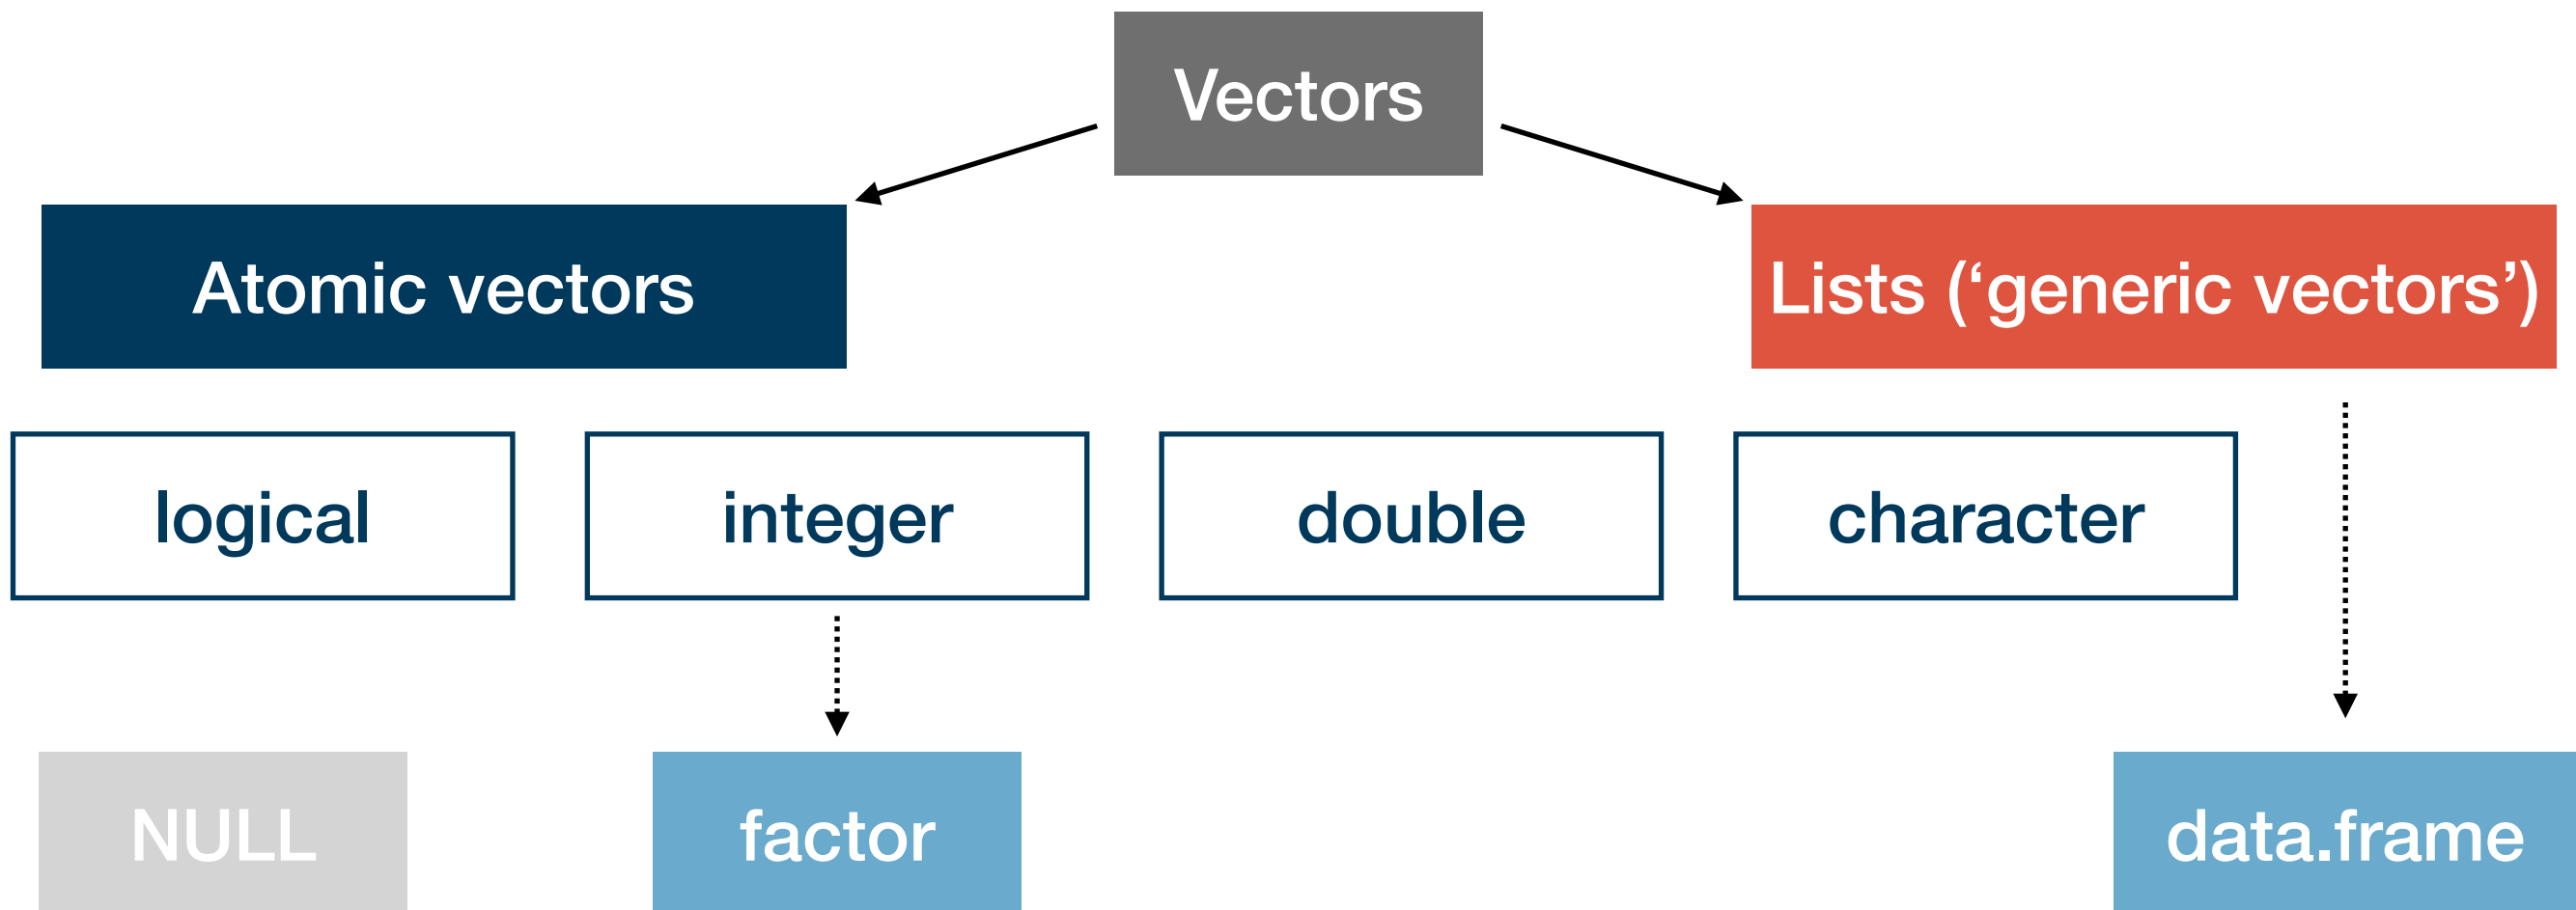 Vectors
Atomic vectors
Lists (‘generic vectors’)
logical
integer
double
character
NULL
factor
data.frame